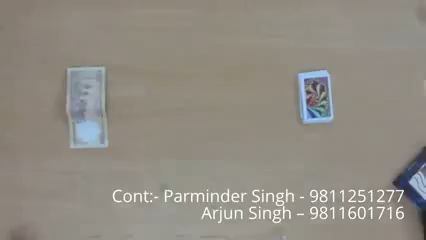 Cont:- Parminder Singh - 9811251277
Arjun Singh – 9811601716